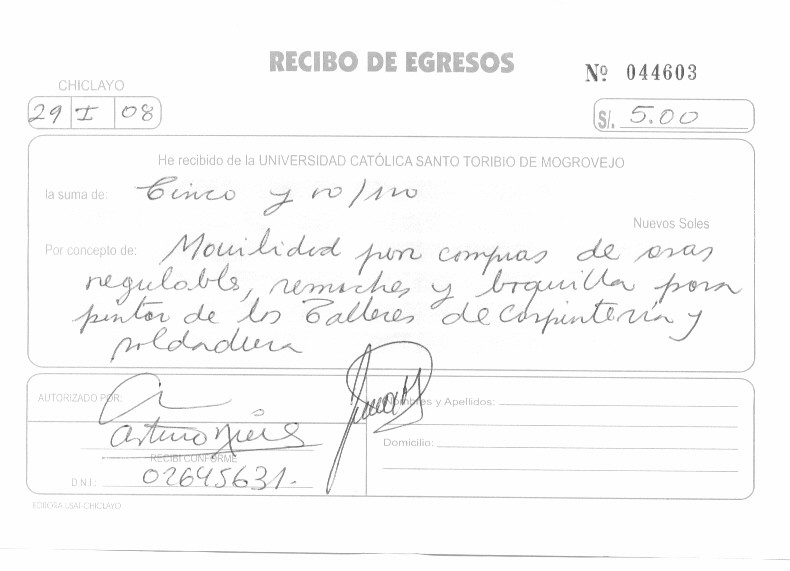 RECIBO DE EGRESOS
Nº 044603
CHICLAYO
29 I 08
S/. 5.00
He recibido de la UNIVERSIDAD CATÓLICA SANTO TORIBIO DE MOGROVEJO
la suma de: Cinco y 00/100
Nuevos Soles
Por concepto de: Movilidad por compras de asas
regulable, remaches y boquilla para
pintar de los Talleres de Carpintería y
soldadura
AUTORIZADO POR:
Nombres y Apellidos:
Arturo
Domicilio:
RECIBI CONFORME
D.N.I.: 02645631.
EDITORA LSAI CHICLAYO